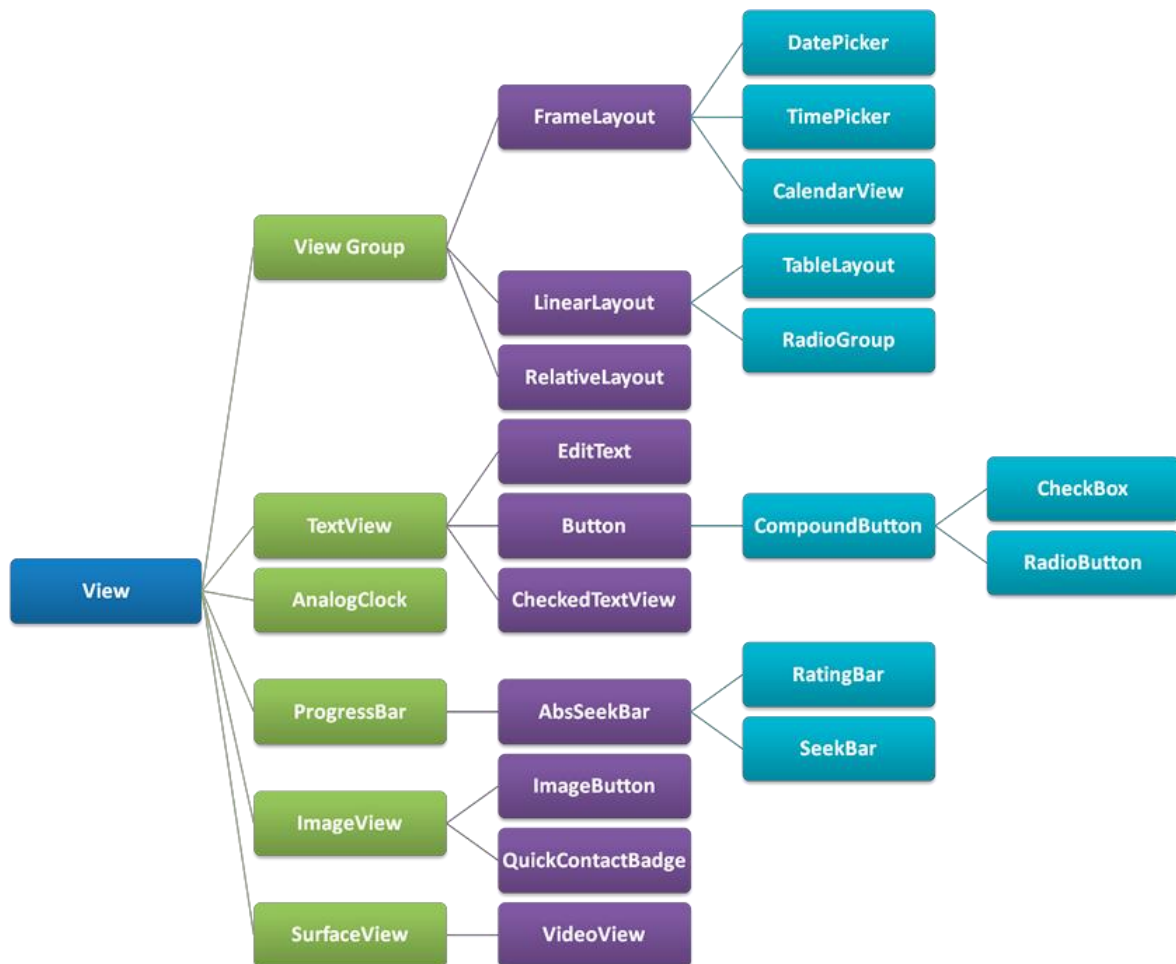 DatePicker
FrameLayout
TimePicker
CalendarView
View Group
TableLayout
LinearLayout
RadioGroup
RelativeLayout
EditText
CheckBox
TextView
Button
CompoundButton
RadioButton
View
AnalogClock
CheckedTextView
RatingBar
ProgressBar
AbsSeekBar
SeekBar
ImageButton
ImageView
QuickContactBadge
SurfaceView
VideoView